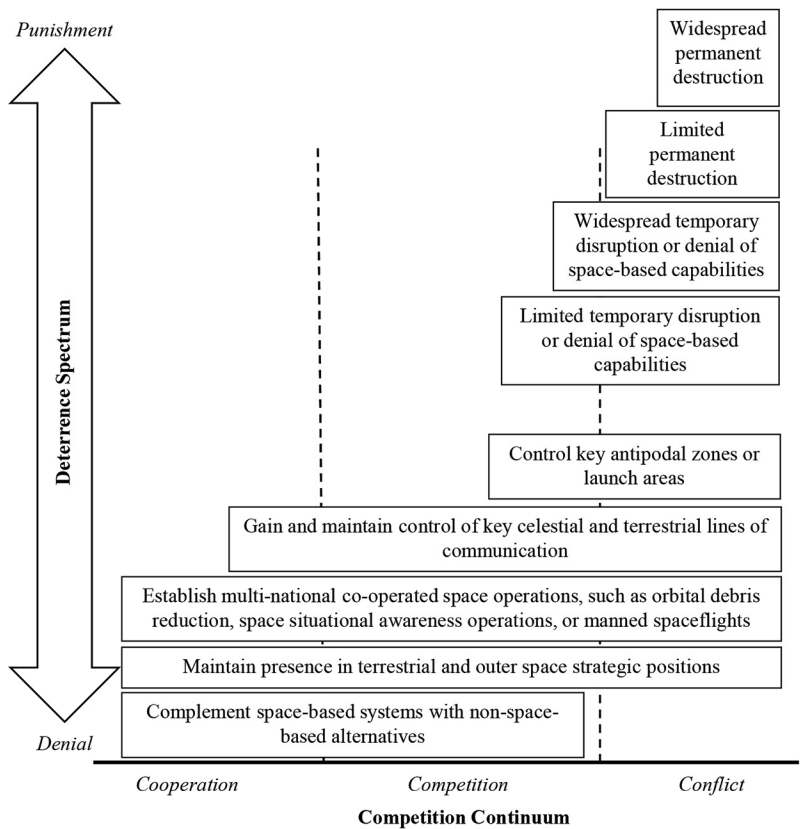 Punishment
Widespread
permanent
destruction
Limited
permanent
destruction
Widespread temporary
disruption or denial of
space-based capabilities
Limited temporary disruption
or denial of space-based
capabilities
Deterrence Spectrum
Control key antipodal zones or
launch areas
Gain and maintain control of key celestial and terrestrial lines of
communication
Establish multi-national co-operated space operations, such as orbital debris
reduction, space situational awareness operations, or manned spaceflights
Maintain presence in terrestrial and outer space strategic positions
Complement space-based systems with non-space-
based alternatives
Denial
Cooperation
Competition
Conflict
Competition Continuum